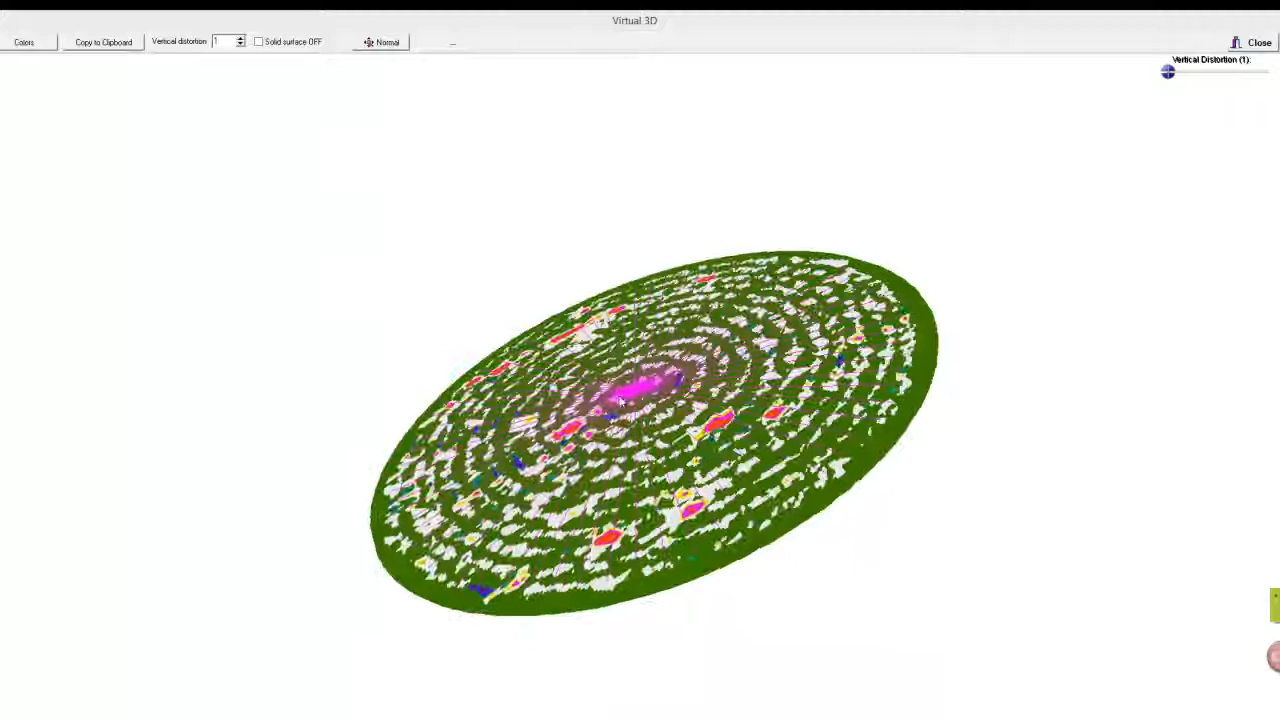 Virtual 3D
Colors
Copy to Clipboard
Vertical distortion
1
Solid surface OFF
Normal
...
Close
Vertical Distortion (1):